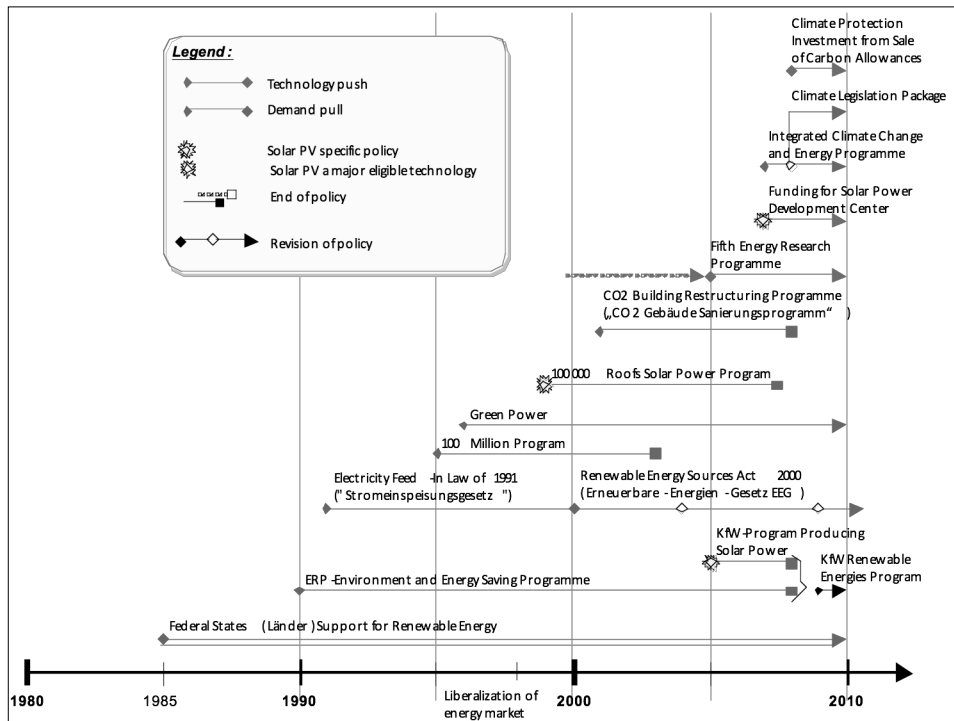 Legend :
Technology push
Demand pull
Solar PV specific policy
Solar PV a major eligible technology
End of policy
Revision of policy
Climate Protection
Investment from Sale
of Carbon Allowances
Climate Legislation Package
Integrated Climate Change
and Energy Programme
Funding for Solar Power
Development Center
Fifth Energy Research
Programme
CO2 Building Restructuring Programme
(„CO 2 Gebäude Sanierungsprogramm“ )
100 000 Roofs Solar Power Program
Green Power
100 Million Program
Electricity Feed -In Law of 1991
(" Stromeinspeisungsgesetz ")
Renewable Energy Sources Act 2000
(Erneuerbare - Energien - Gesetz EEG )
KfW-Program Producing
Solar Power
KfW Renewable
Energies Program
ERP -Environment and Energy Saving Programme
Federal States (Länder ) Support for Renewable Energy
1980 1985 1990 Liberalization of 2000 2005 2010
energy market